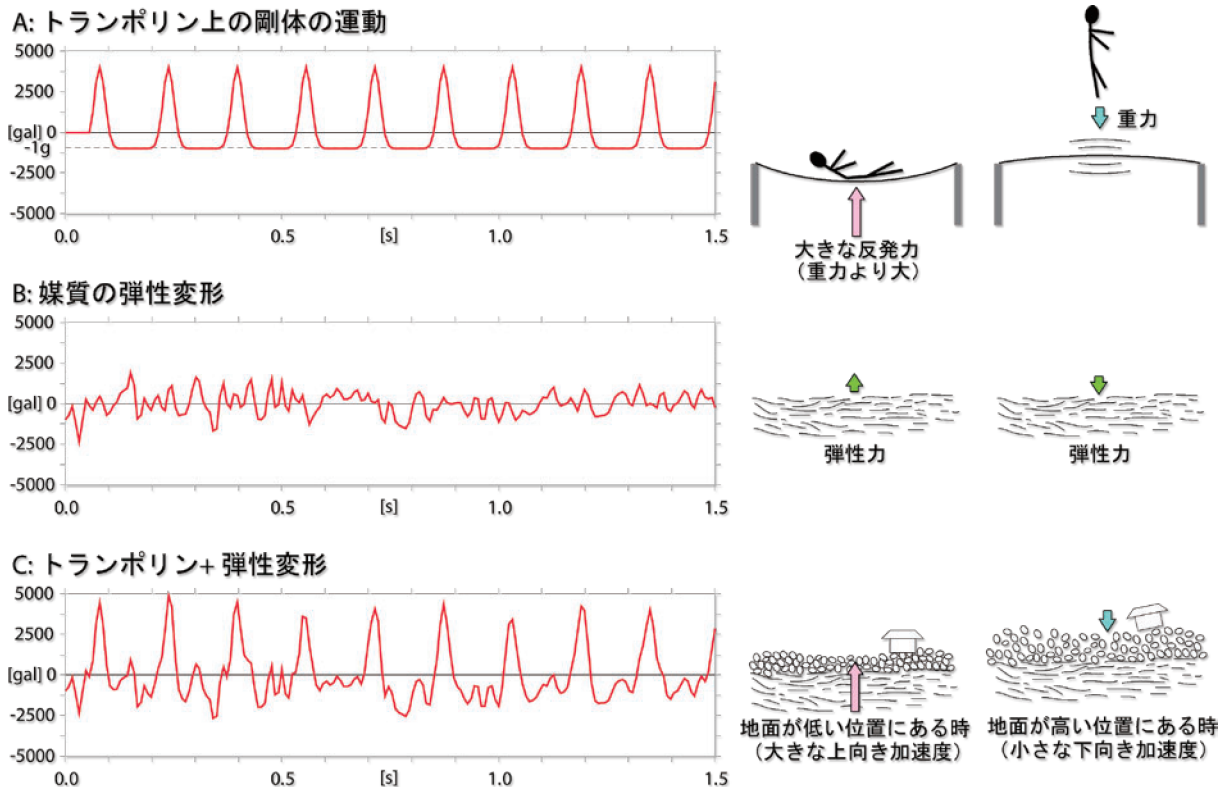 A: トランポリン上の剛体の運動
5000
2500
[gal] 0
-1g
-2500
-5000
0.0 0.5 [s] 1.0 1.5
重力
大きな反発力
（重力より大）
B: 媒質の弾性変形
5000
2500
[gal] 0
-2500
-5000
0.0 0.5 [s] 1.0 1.5
弾性力 弾性力
C: トランポリン+ 弾性変形
5000
2500
[gal] 0
-2500
-5000
0.0 0.5 [s] 1.0 1.5
地面が低い位置にある時
（大きな上向き加速度）
地面が高い位置にある時
（小さな下向き加速度）